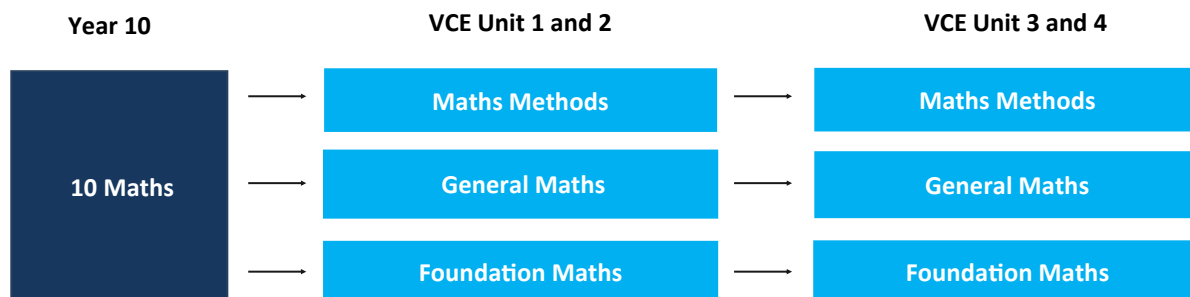 Year 10
VCE Unit 1 and 2
VCE Unit 3 and 4
10 Maths
Maths Methods
Maths Methods
General Maths
General Maths
Foundation Maths
Foundation Maths